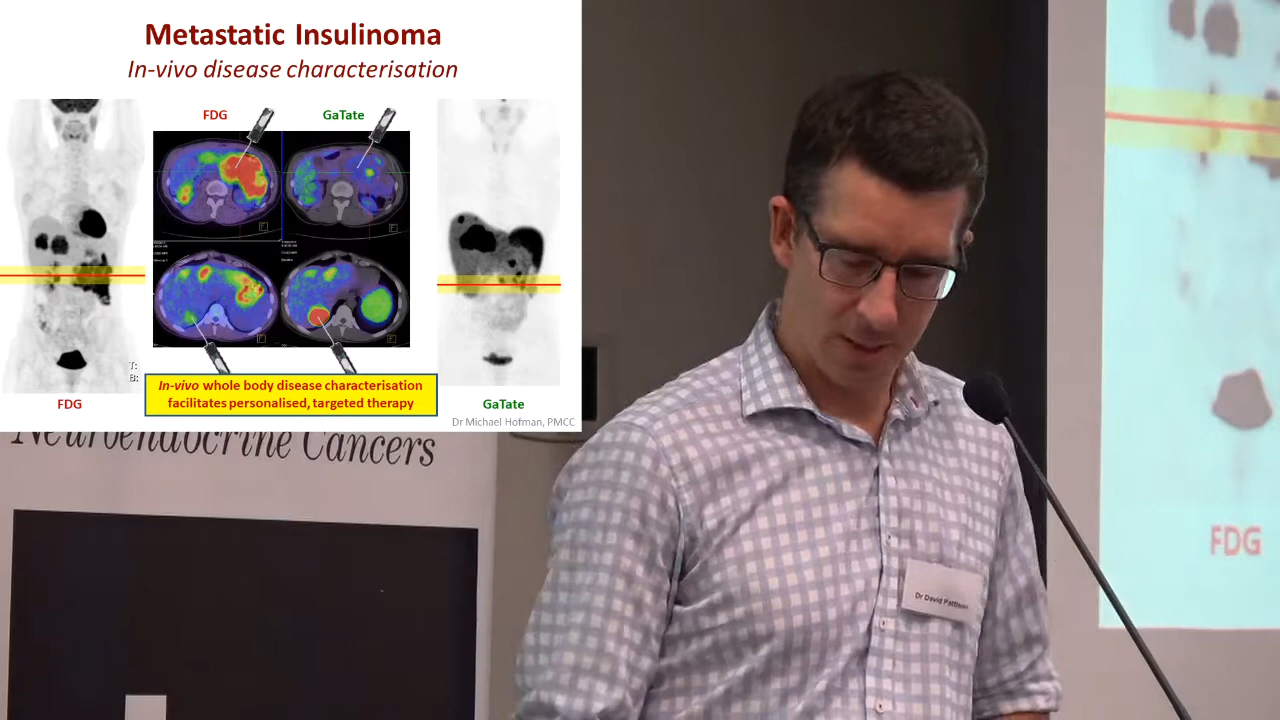 Metastatic Insulinoma
In-vivo disease characterisation
FDG
GaTate
T:
B:
In-vivo whole body disease characterisation
facilitates personalised, targeted therapy
FDG
GaTate
Dr Michael Hofman, PMCC
Neuroendocrine Cancers
Dr David
FDG